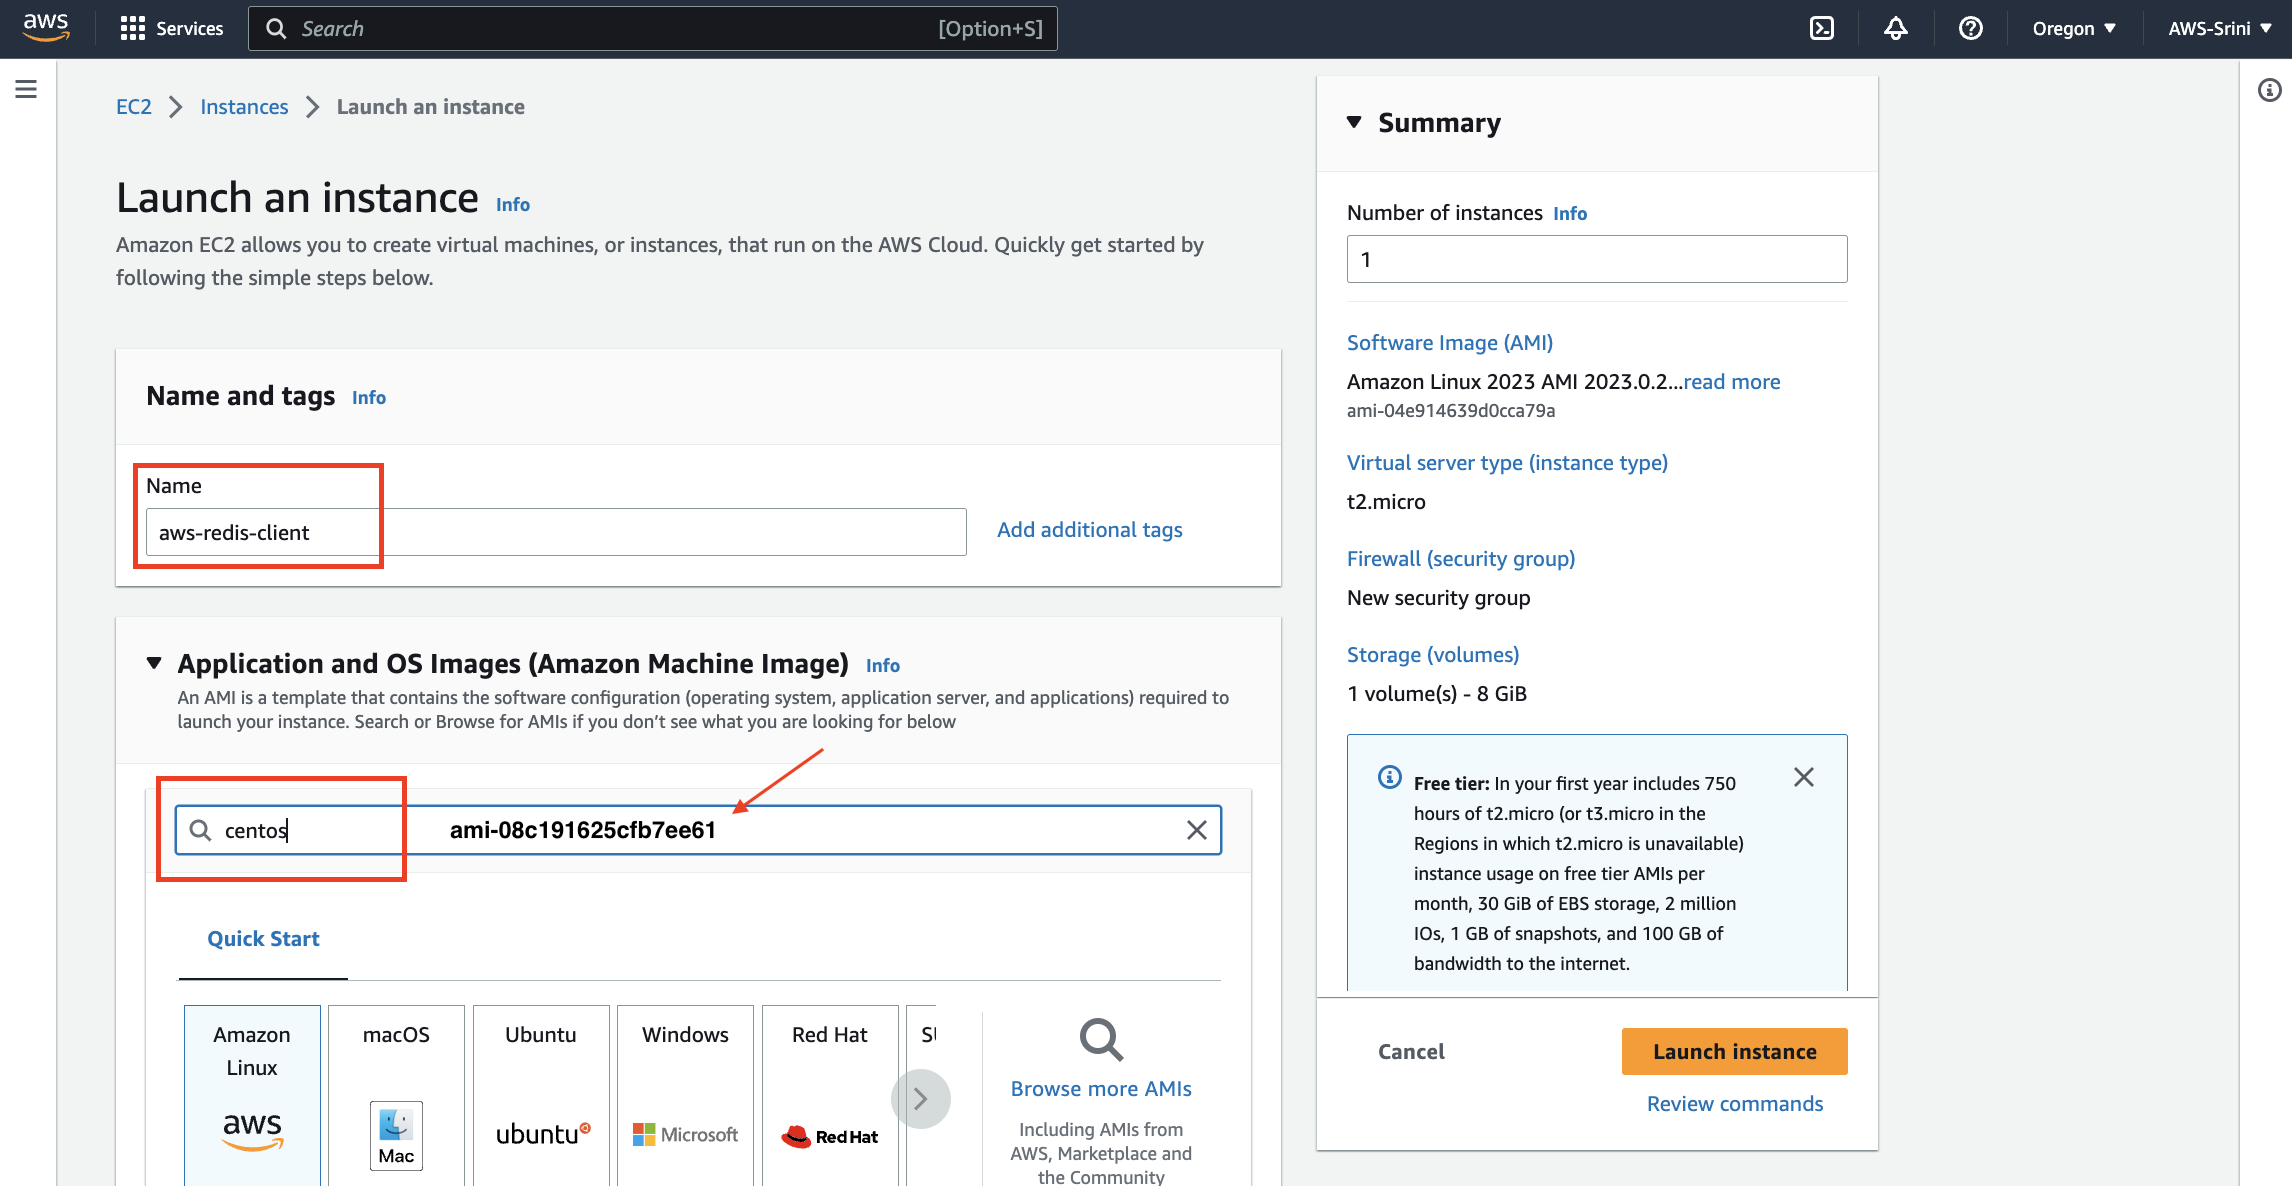 aws
Services
Search [Option+S]
Oregon
AWS-Srini
EC2 Instances Launch an instance
Launch an instance Info
Amazon EC2 allows you to create virtual machines, or instances, that run on the AWS Cloud. Quickly get started by
following the simple steps below.
Name and tags Info
Name
aws-redis-client
Add additional tags
Application and OS Images (Amazon Machine Image) Info
An AMI is a template that contains the software configuration (operating system, application server, and applications) required to
launch your instance. Search or Browse for AMIs if you don't see what you are looking for below
centos ami-08c191625cfb7ee61
Quick Start
Amazon
Linux
aws
macOS
Mac
Ubuntu
ubuntu
Windows
Microsoft
Red Hat
Red Hat
Browse more AMIs
Including AMIs from
AWS, Marketplace and
the Community
Summary
Number of instances Info
1
Software Image (AMI)
Amazon Linux 2023 AMI 2023.0.2...read more
ami-04e914639d0cca79a
Virtual server type (instance type)
t2.micro
Firewall (security group)
New security group
Storage (volumes)
1 volume(s) - 8 GiB
Free tier: In your first year includes 750
hours of t2.micro (or t3.micro in the
Regions in which t2.micro is unavailable)
instance usage on free tier AMIs per
month, 30 GiB of EBS storage, 2 million
IOs, 1 GB of snapshots, and 100 GB of
bandwidth to the internet.
Cancel
Launch instance
Review commands